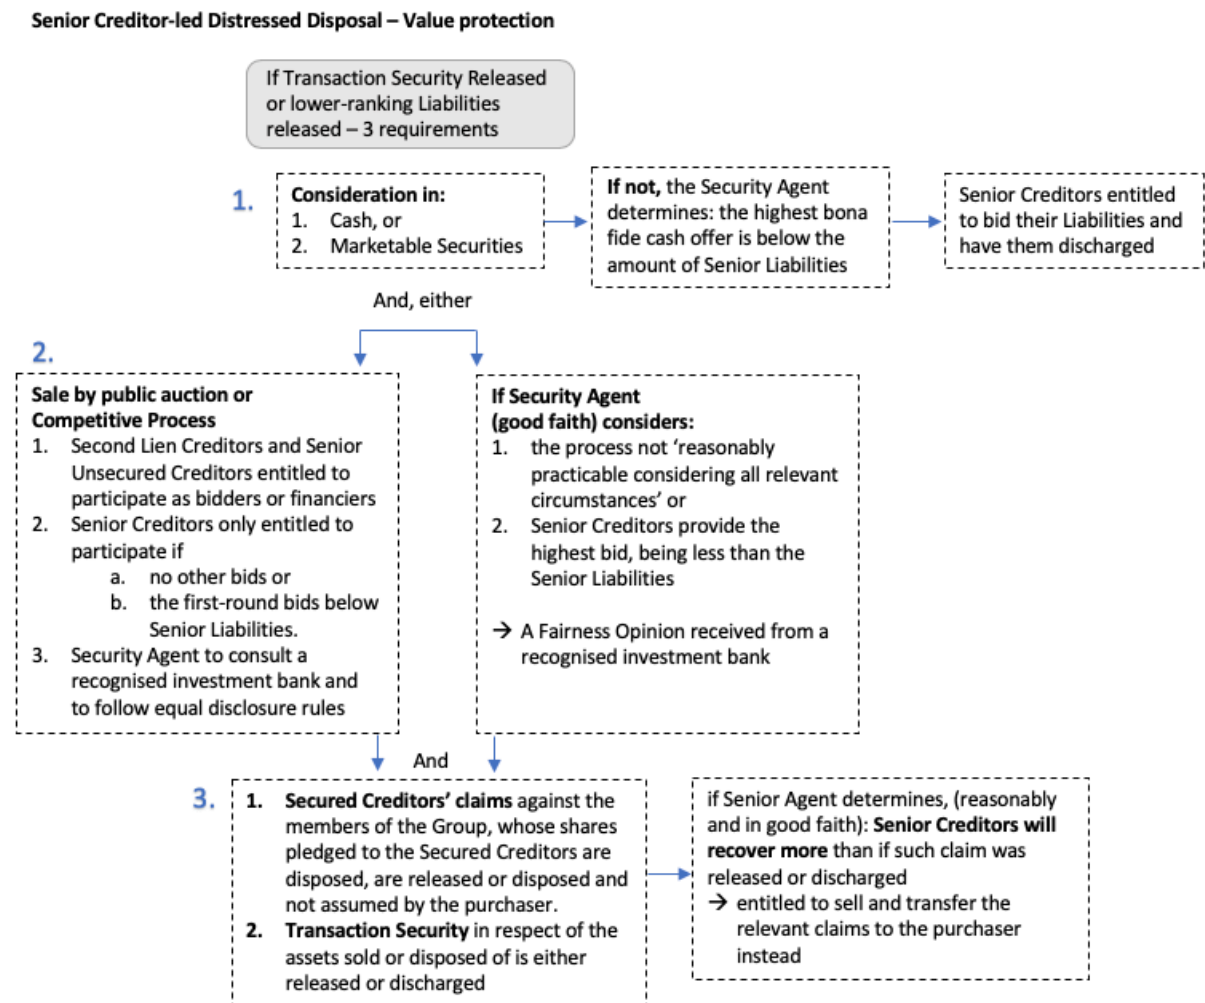 Senior Creditor-led Distressed Disposal – Value protection
If Transaction Security Released
or lower-ranking Liabilities
released – 3 requirements
1.
Consideration in:
1. Cash, or
2. Marketable Securities
If not, the Security Agent
determines: the highest bona
fide cash offer is below the
amount of Senior Liabilities
Senior Creditors entitled
to bid their Liabilities and
have them discharged
And, either
2.
Sale by public auction or
Competitive Process
1. Second Lien Creditors and Senior
Unsecured Creditors entitled to
participate as bidders or financiers
2. Senior Creditors only entitled to
participate if
a. no other bids or
b. the first-round bids below
Senior Liabilities.
3. Security Agent to consult a
recognised investment bank and
to follow equal disclosure rules
If Security Agent
(good faith) considers:
1. the process not ‘reasonably
practicable considering all relevant
circumstances’ or
2. Senior Creditors provide the
highest bid, being less than the
Senior Liabilities
→ A Fairness Opinion received from a
recognised investment bank
And
3.
1. Secured Creditors’ claims against the
members of the Group, whose shares
pledged to the Secured Creditors are
disposed, are released or disposed and
not assumed by the purchaser.
2. Transaction Security in respect of the
assets sold or disposed of is either
released or discharged
if Senior Agent determines, (reasonably
and in good faith): Senior Creditors will
recover more than if such claim was
released or discharged
→ entitled to sell and transfer the
relevant claims to the purchaser
instead